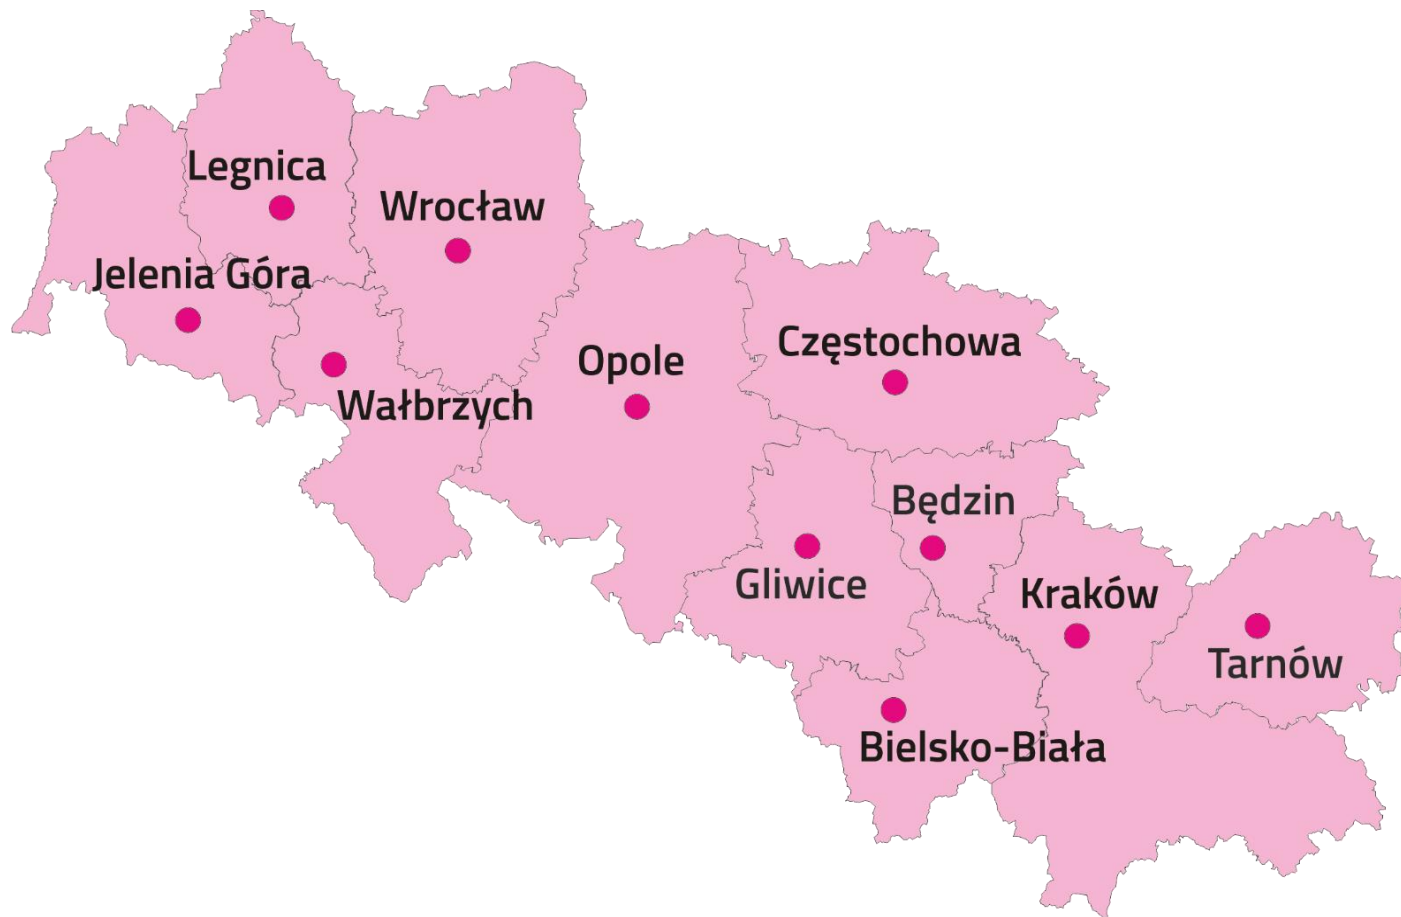 Legnica
Wrocław
Jelenia Góra
Częstochowa
Opole
Wałbrzych
Będzin
Gliwice
Kraków
Tarnów
Bielsko-Biała